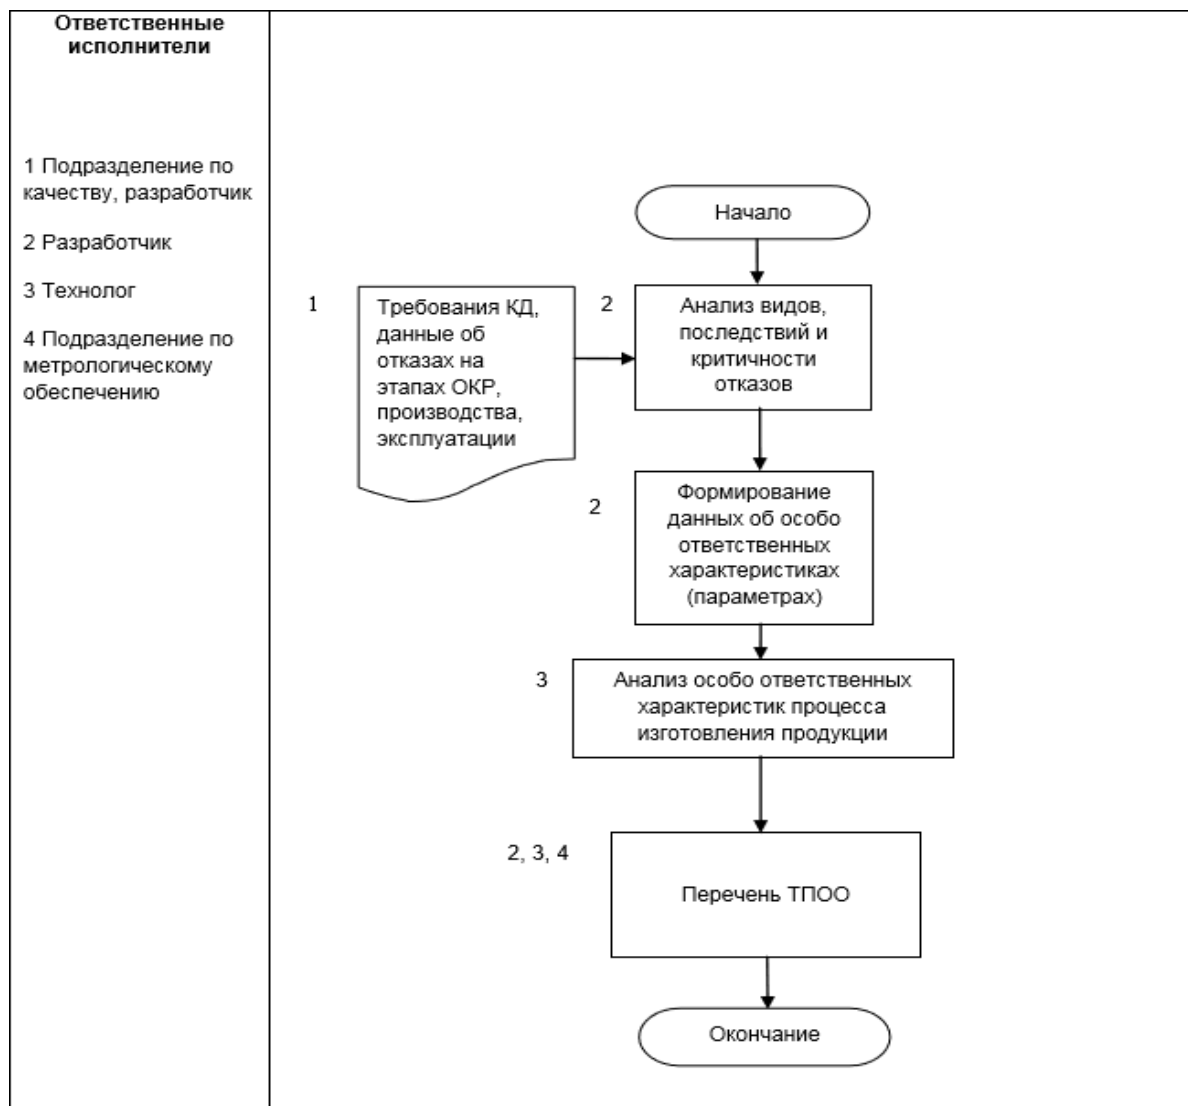 Ответственные
исполнители
1 Подразделение по
качеству, разработчик
2 Разработчик
3 Технолог
4 Подразделение по
метрологическому
обеспечению
Начало
1
Требования КД,
данные об
отказах на
этапах ОКР,
производства,
эксплуатации
2
Анализ видов,
последствий и
критичности
отказов
2
Формирование
данных об особо
ответственных
характеристиках
(параметрах)
3
Анализ особо ответственных
характеристик процесса
изготовления продукции
2, 3, 4
Перечень ТПОО
Окончание